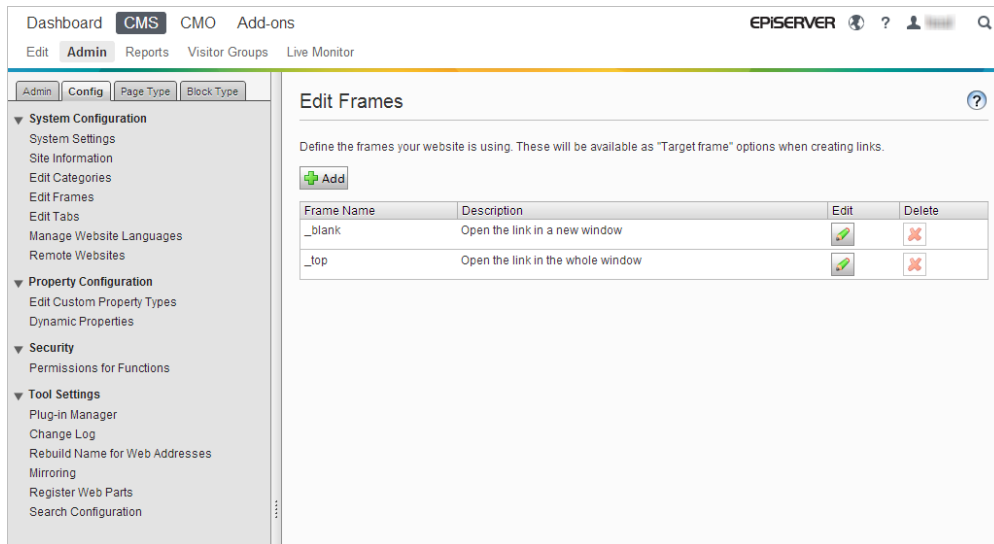 Dashboard CMS CMO Add-ons EPiSERVER ?
Edit Admin Reports Visitor Groups Live Monitor
Admin Config Page Type Block Type
System Configuration
System Settings
Site Information
Edit Categories
Edit Frames
Edit Tabs
Manage Website Languages
Remote Websites
Property Configuration
Edit Custom Property Types
Dynamic Properties
Security
Permissions for Functions
Tool Settings
Plug-in Manager
Change Log
Rebuild Name for Web Addresses
Mirroring
Register Web Parts
Search Configuration
Edit Frames ?
Define the frames your website is using. These will be available as "Target frame" options when creating links.
Add
Frame Name Description Edit Delete
_blank Open the link in a new window
_top Open the link in the whole window